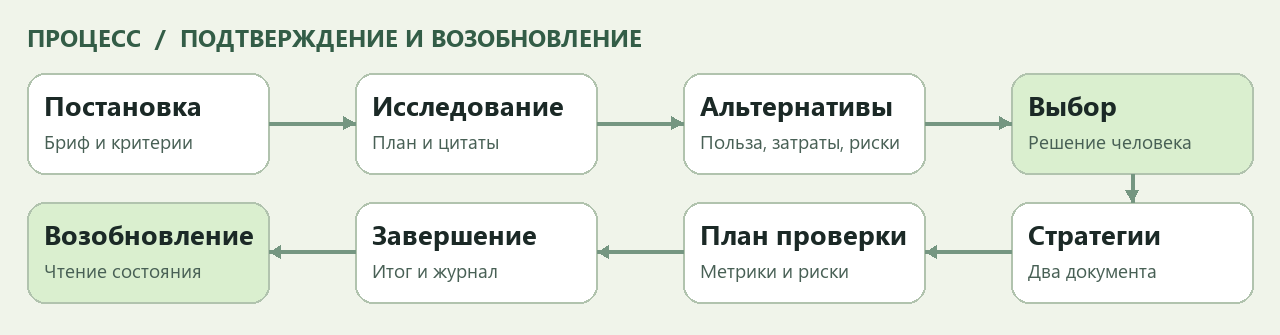 ПРОЦЕСС / ПОДТВЕРЖДЕНИЕ И ВОЗОБНОВЛЕНИЕ
Постановка
Бриф и критерии
Исследование
План и цитаты
Альтернативы
Польза, затраты, риски
Выбор
Решение человека
Стратегии
Два документа
План проверки
Метрики и риски
Завершение
Итог и журнал
Возобновление
Чтение состояния